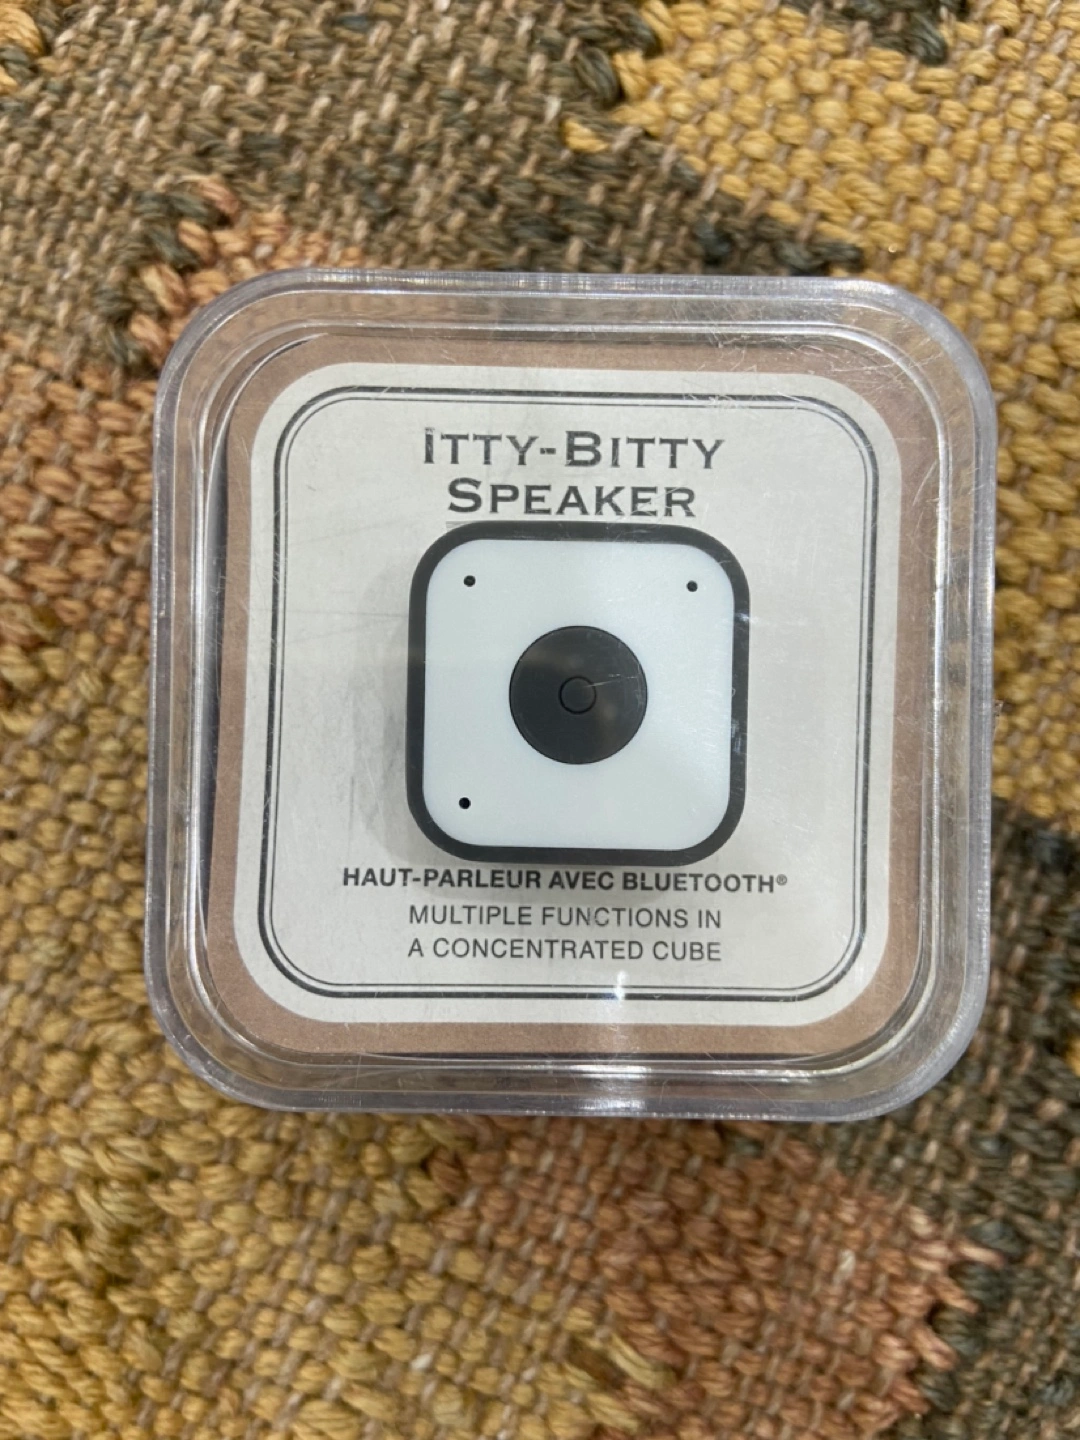 ITTY-BITTY
SPEAKER
HAUT-PARLEUR AVEC BLUETOOTH®
MULTIPLE FUNCTIONS IN
A CONCENTRATED CUBE